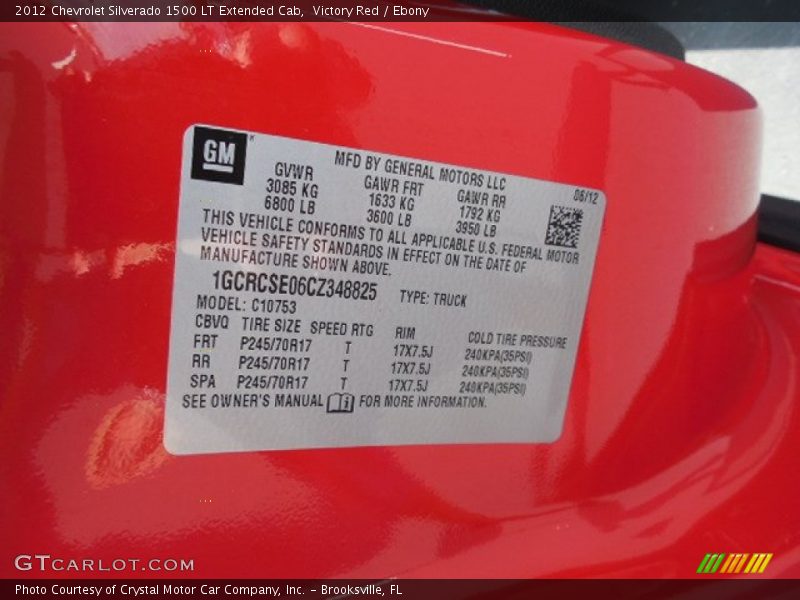 2012 Chevrolet Silverado 1500 LT Extended Cab, Victory Red / Ebony
GM
MFD BY GENERAL MOTORS LLC
06/12
GVWR GAWR FRT GAWR RR
3085 KG 1633 KG 1792 KG
6800 LB 3600 LB 3950 LB
THIS VEHICLE CONFORMS TO ALL APPLICABLE U.S. FEDERAL MOTOR
VEHICLE SAFETY STANDARDS IN EFFECT ON THE DATE OF
MANUFACTURE SHOWN ABOVE.
1GCRCSE06CZ348825 TYPE: TRUCK
MODEL: C10753
CBVQ TIRE SIZE SPEED RTG RIM COLD TIRE PRESSURE
FRT P245/70R17 T 17X7.5J 240KPA(35PSI)
RR P245/70R17 T 17X7.5J 240KPA(35PSI)
SPA P245/70R17 T 17X7.5J 240KPA(35PSI)
SEE OWNER'S MANUAL FOR MORE INFORMATION.
GTCARLOT.COM
Photo Courtesy of Crystal Motor Car Company, Inc. – Brooksville, FL